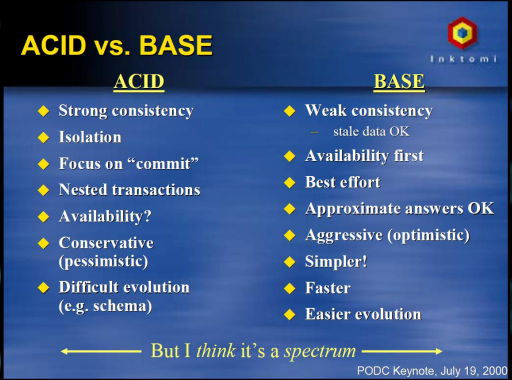 ACID vs. BASE
Inktomi
ACID
Strong consistency
Isolation
Focus on “commit”
Nested transactions
Availability?
Conservative
(pessimistic)
Difficult evolution
(e.g. schema)
BASE
Weak consistency
– stale data OK
Availability first
Best effort
Approximate answers OK
Aggressive (optimistic)
Simpler!
Faster
Easier evolution
But I think it’s a spectrum
PODC Keynote, July 19, 2000